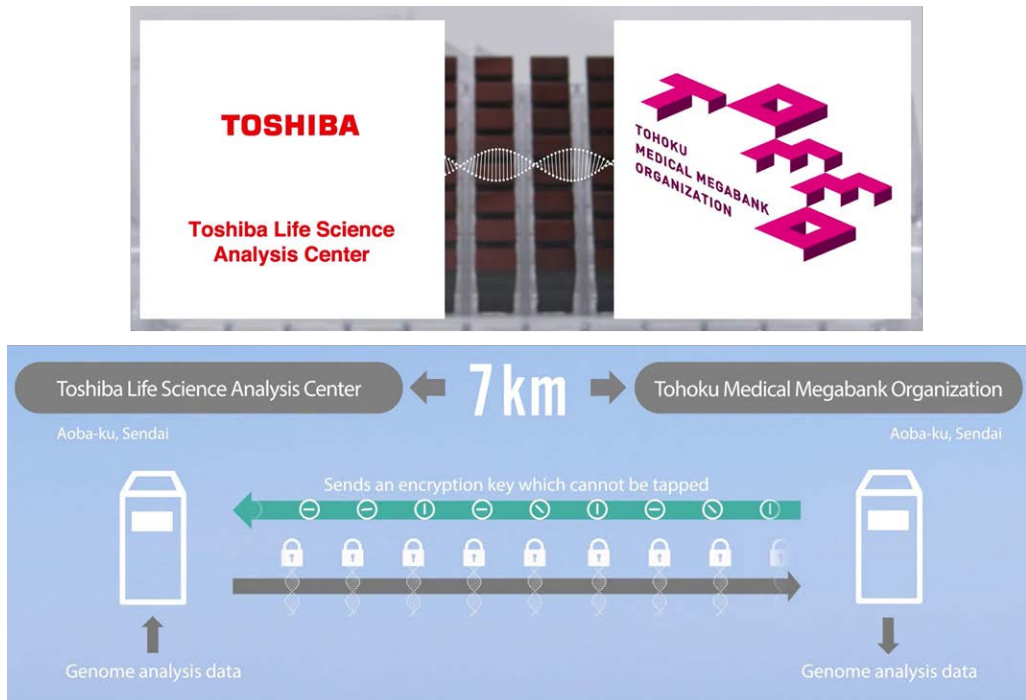 TOSHIBA
Toshiba Life Science
Analysis Center
TOMMO
TOHOKU
MEDICAL MEGABANK
ORGANIZATION
Toshiba Life Science Analysis Center
7km
Tohoku Medical Megabank Organization
Aoba-ku, Sendai
Aoba-ku, Sendai
Sends an encryption key which cannot be tapped
Genome analysis data
Genome analysis data